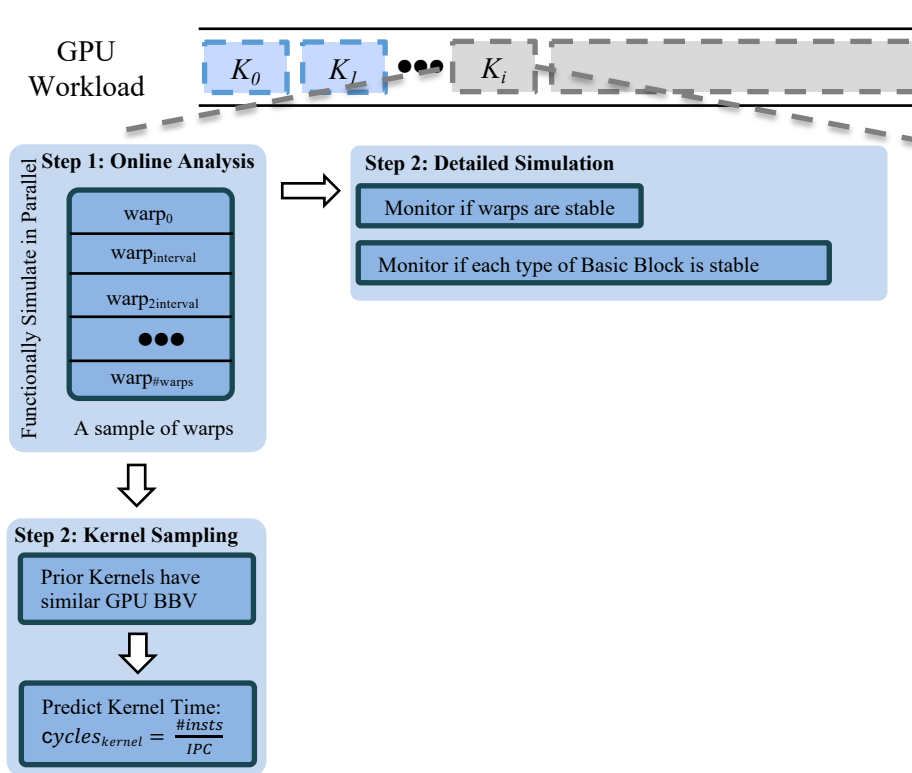 GPU
Workload
K0
K1
●●●
Ki
Functionally Simulate in Parallel
Step 1: Online Analysis
warp0
warpinterval
warp2interval
●●●
warp#warps
A sample of warps
Step 2: Detailed Simulation
Monitor if warps are stable
Monitor if each type of Basic Block is stable
Step 2: Kernel Sampling
Prior Kernels have
similar GPU BBV
Predict Kernel Time:
cycleskernel = #insts/IPC